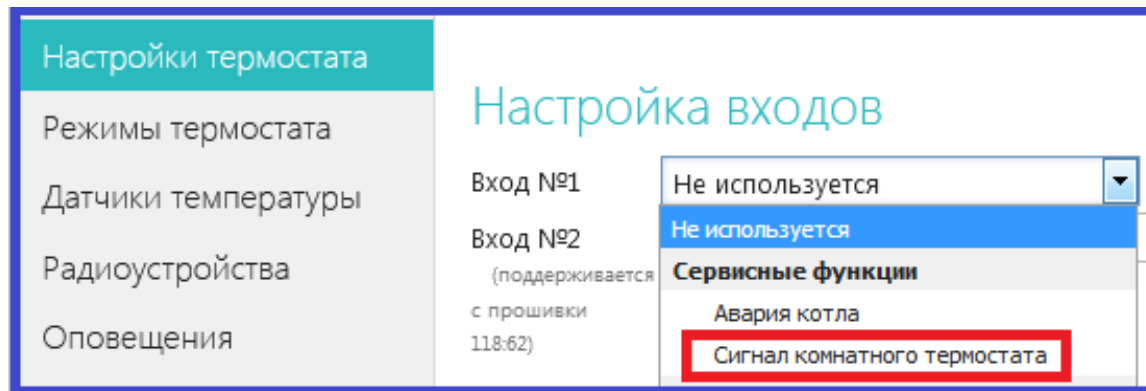 Настройки термостата
Режимы термостата
Датчики температуры
Радиоустройства
Оповещения
Настройка входов
Вход №1
Не используется
Вход №2
(поддерживается
с прошивки
118:62)
Не используется
Сервисные функции
Авария котла
Сигнал комнатного термостата